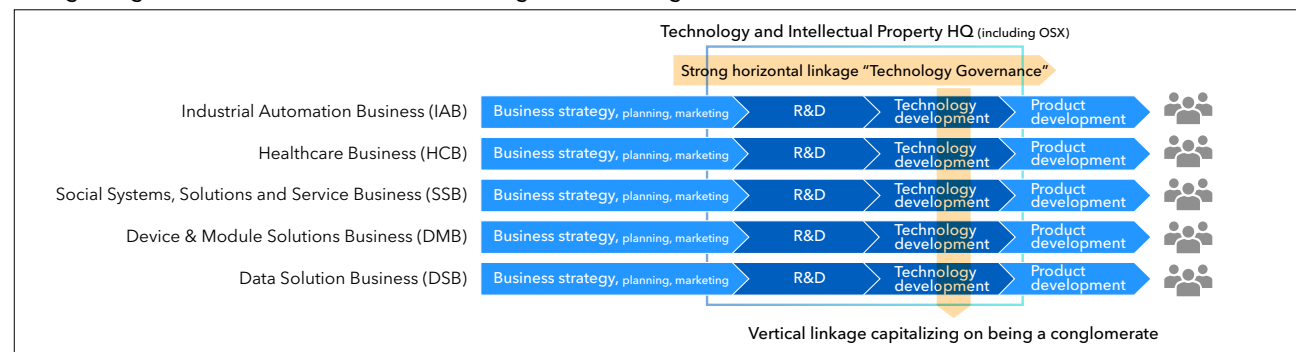 Technology and Intellectual Property HQ (including OSX)
Strong horizontal linkage “Technology Governance”
Industrial Automation Business (IAB) Business strategy, planning, marketing R&D Technology development Product development
Healthcare Business (HCB) Business strategy, planning, marketing R&D Technology development Product development
Social Systems, Solutions and Service Business (SSB) Business strategy, planning, marketing R&D Technology development Product development
Device & Module Solutions Business (DMB) Business strategy, planning, marketing R&D Technology development Product development
Data Solution Business (DSB) Business strategy, planning, marketing R&D Technology development Product development
Vertical linkage capitalizing on being a conglomerate